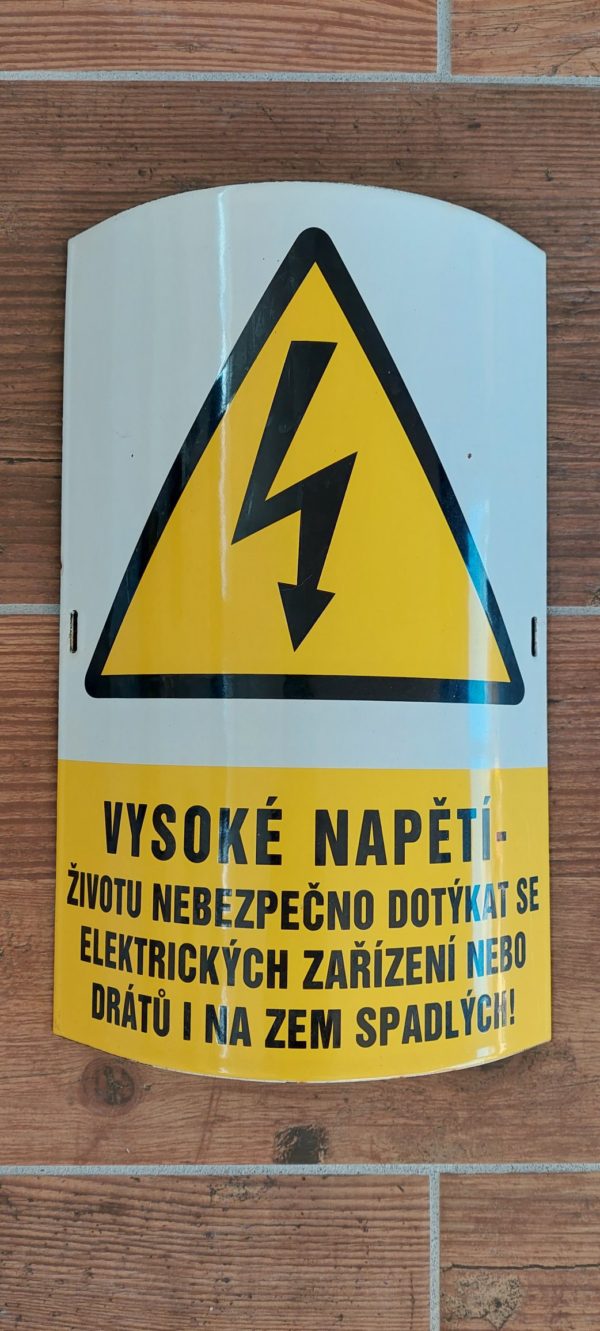 VYSOKÉ NAPĚTÍ-
ŽIVOTU NEBEZPEČNO DOTÝKAT SE
ELEKTRICKÝCH ZAŘÍZENÍ NEBO
DRÁTŮ I NA ZEM SPADLÝCH!